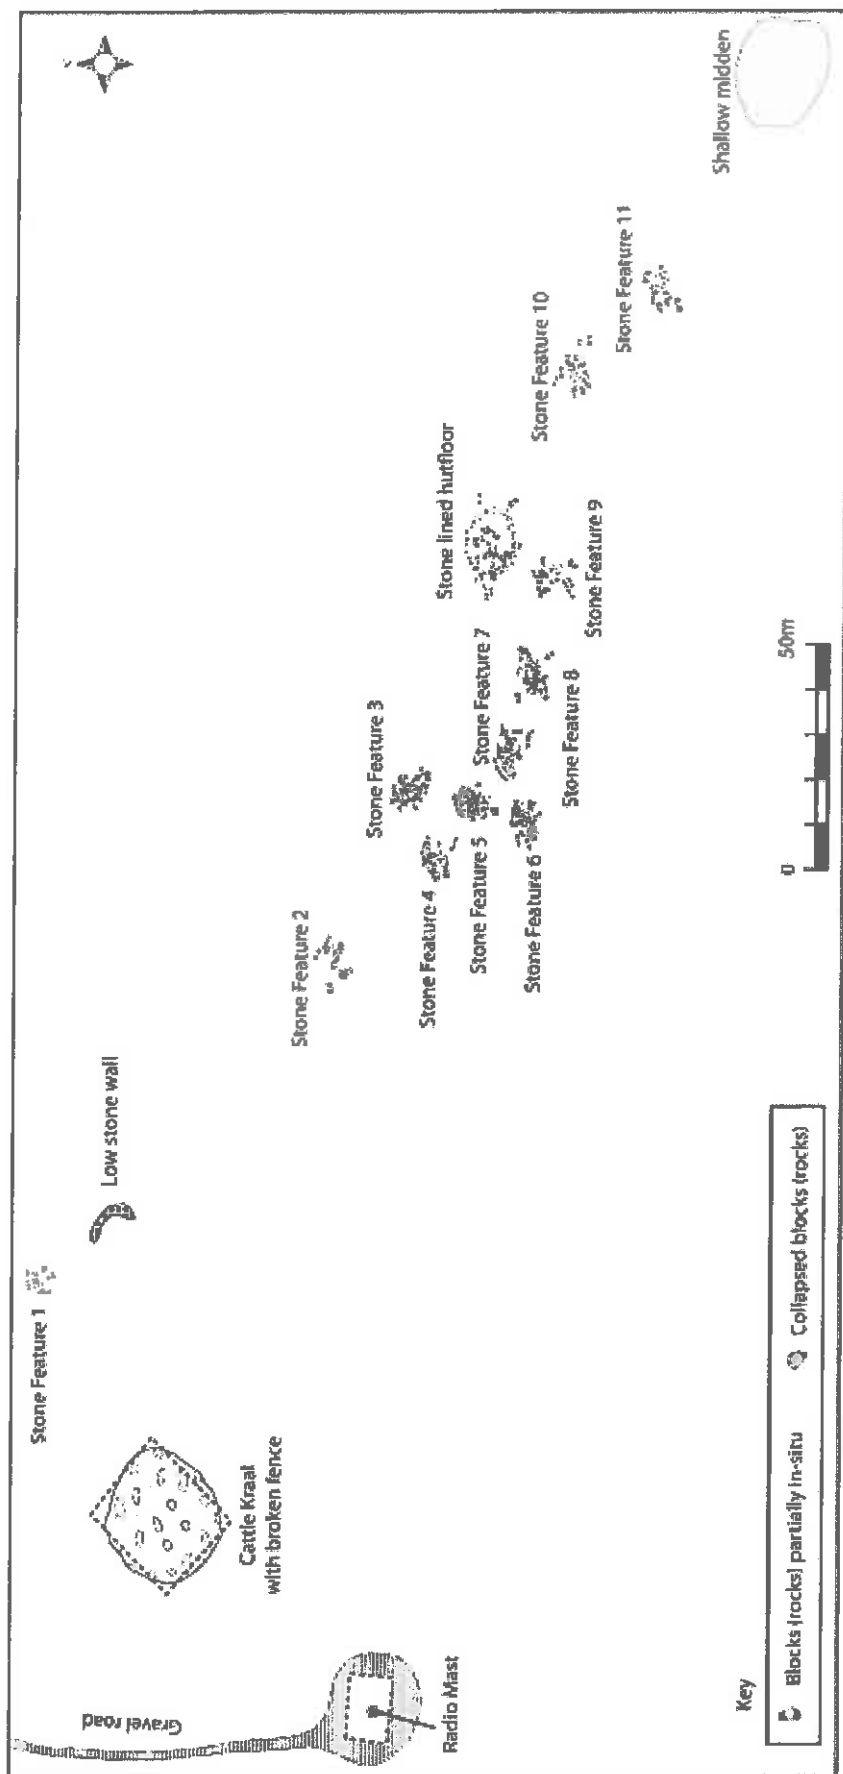 Shallow midden
Stone Feature 11
Stone Feature 10
Stone lined hutfloor
Stone Feature 9
Stone Feature 7
Stone Feature 8
Stone Feature 3
Stone Feature 5
Stone Feature 6
Stone Feature 4
Stone Feature 2
Low stone wall
Stone Feature 1
Cattle Kraal
with broken fence
Gravel road
Radio Mast
0
50m
Key
Blocks (rocks) partially in-situ
Collapsed blocks (rocks)